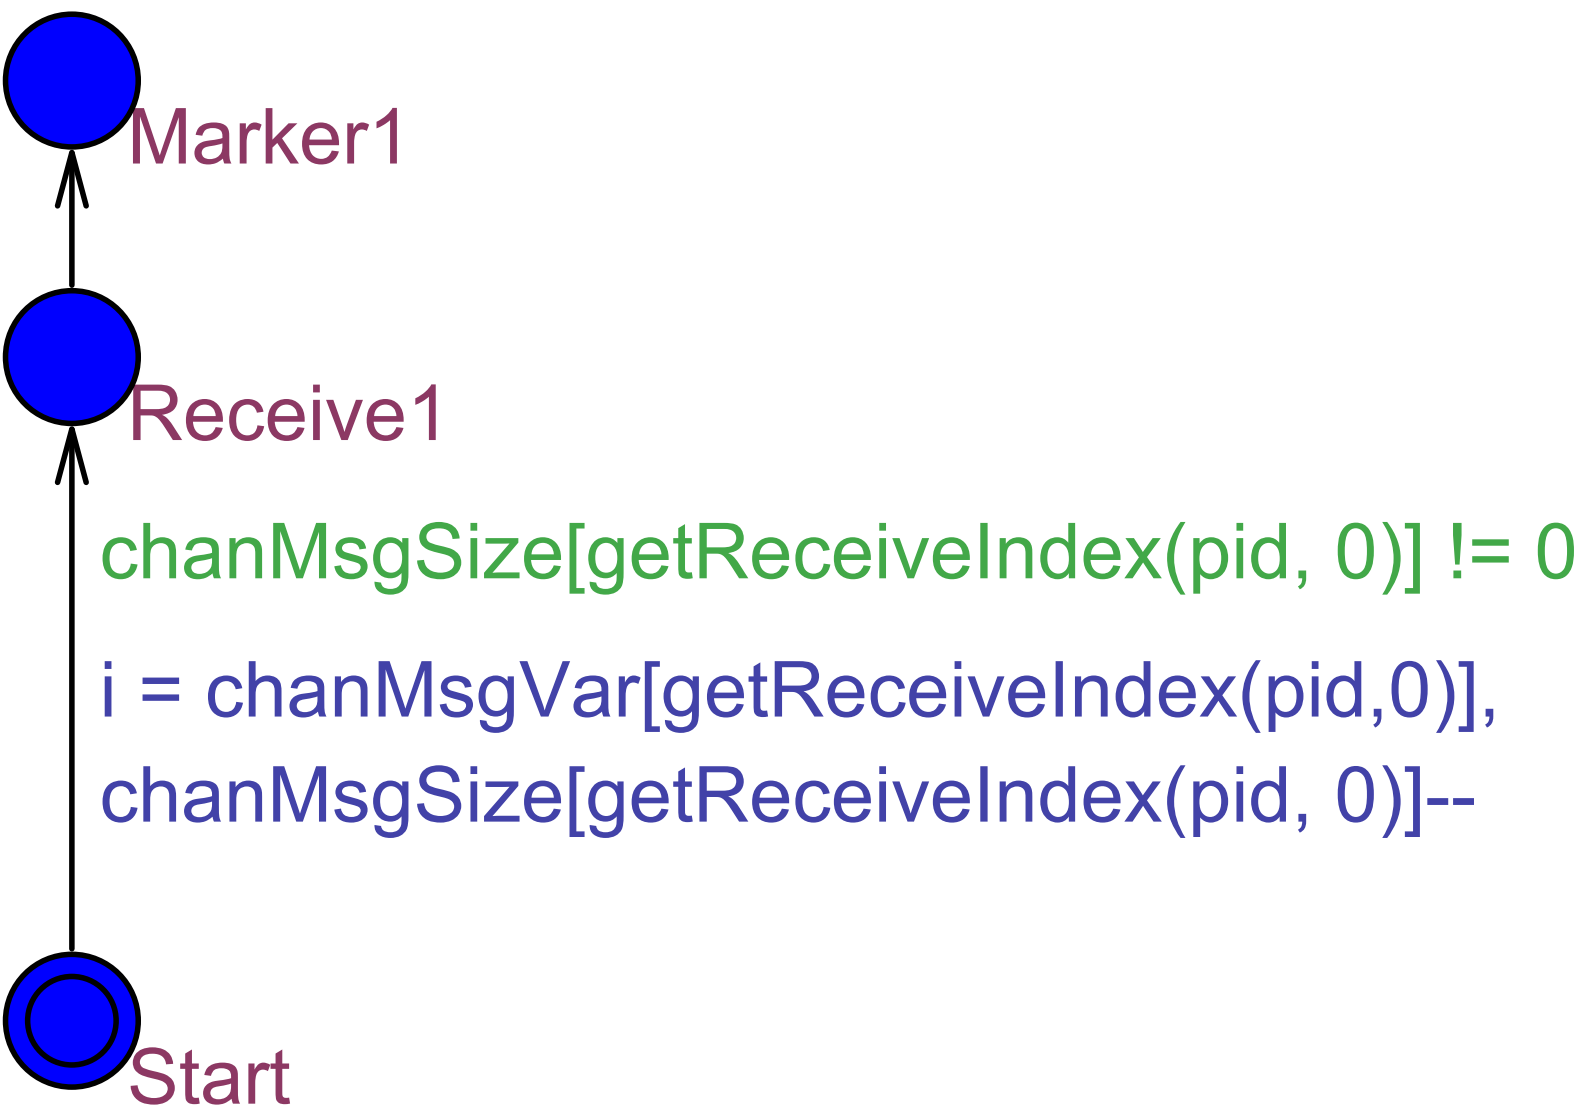 Marker1
Receive1
chanMsgSize[getReceiveIndex(pid, 0)] != 0
i = chanMsgVar[getReceiveIndex(pid,0)],
chanMsgSize[getReceiveIndex(pid, 0)]--
Start